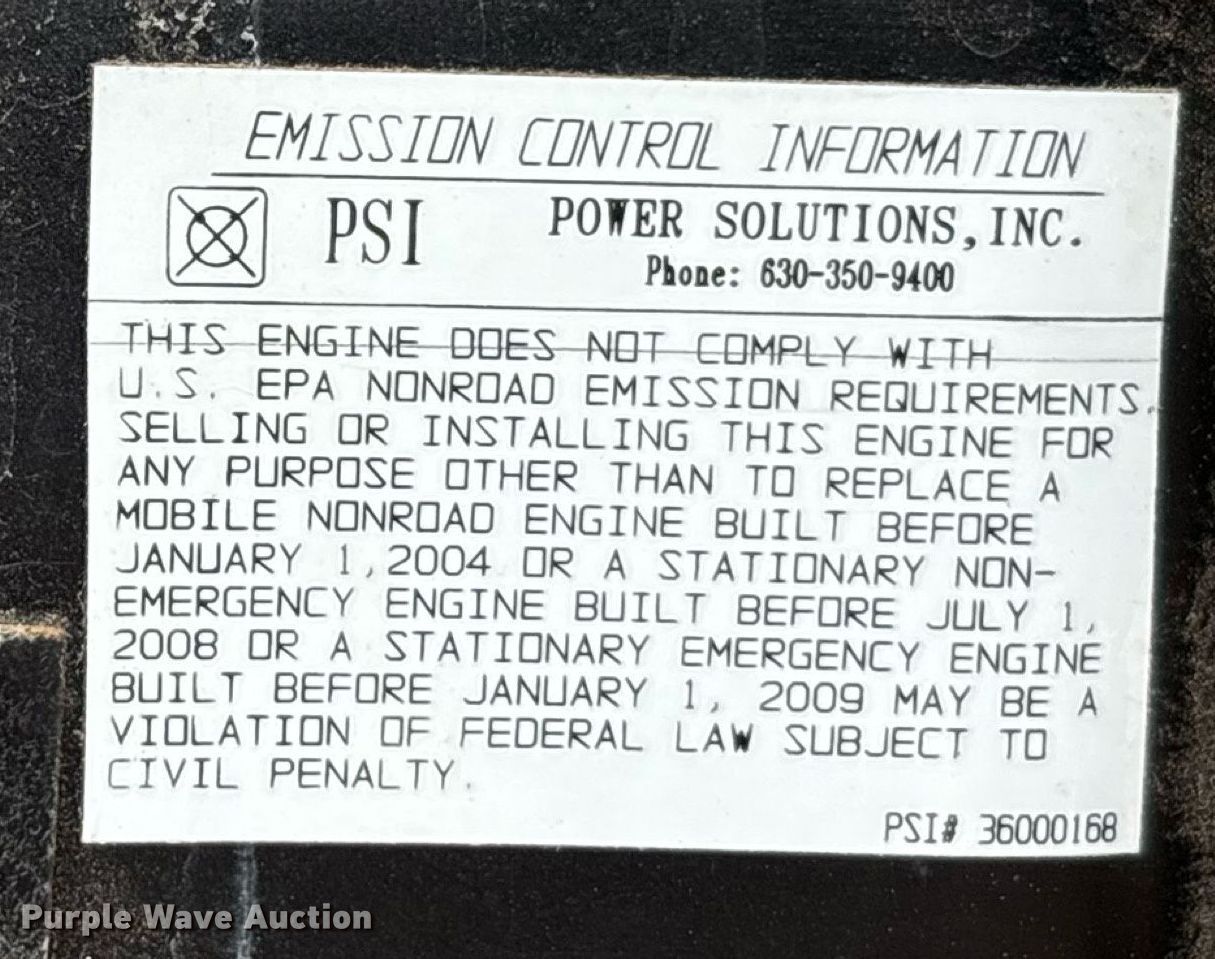 EMISSION CONTROL INFORMATION
PSI
POWER SOLUTIONS, INC.
Phone: 630-350-9400
THIS ENGINE DOES NOT COMPLY WITH
U.S. EPA NONROAD EMISSION REQUIREMENTS.
SELLING OR INSTALLING THIS ENGINE FOR
ANY PURPOSE OTHER THAN TO REPLACE A
MOBILE NONROAD ENGINE BUILT BEFORE
JANUARY 1,2004 OR A STATIONARY NON-
EMERGENCY ENGINE BUILT BEFORE JULY 1,
2008 OR A STATIONARY EMERGENCY ENGINE
BUILT BEFORE JANUARY 1, 2009 MAY BE A
VIOLATION OF FEDERAL LAW SUBJECT TO
CIVIL PENALTY.
PSI# 36000168
Purple Wave Auction